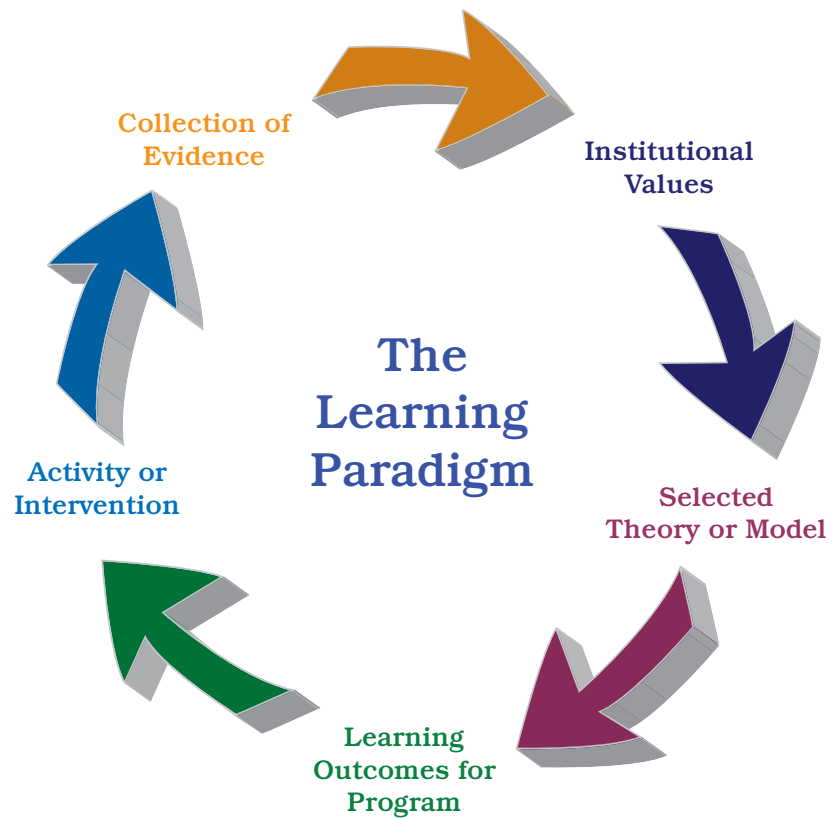 Collection of
Evidence
Institutional
Values
The
Learning
Paradigm
Activity or
Intervention
Selected
Theory or Model
Learning
Outcomes for
Program